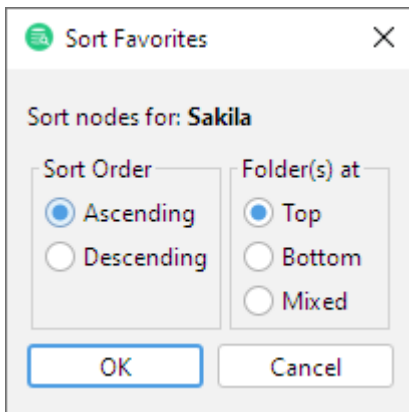 Sort Favorites
Sort nodes for: Sakila
Sort Order
Ascending
Descending
Folder(s) at
Top
Bottom
Mixed
OK
Cancel